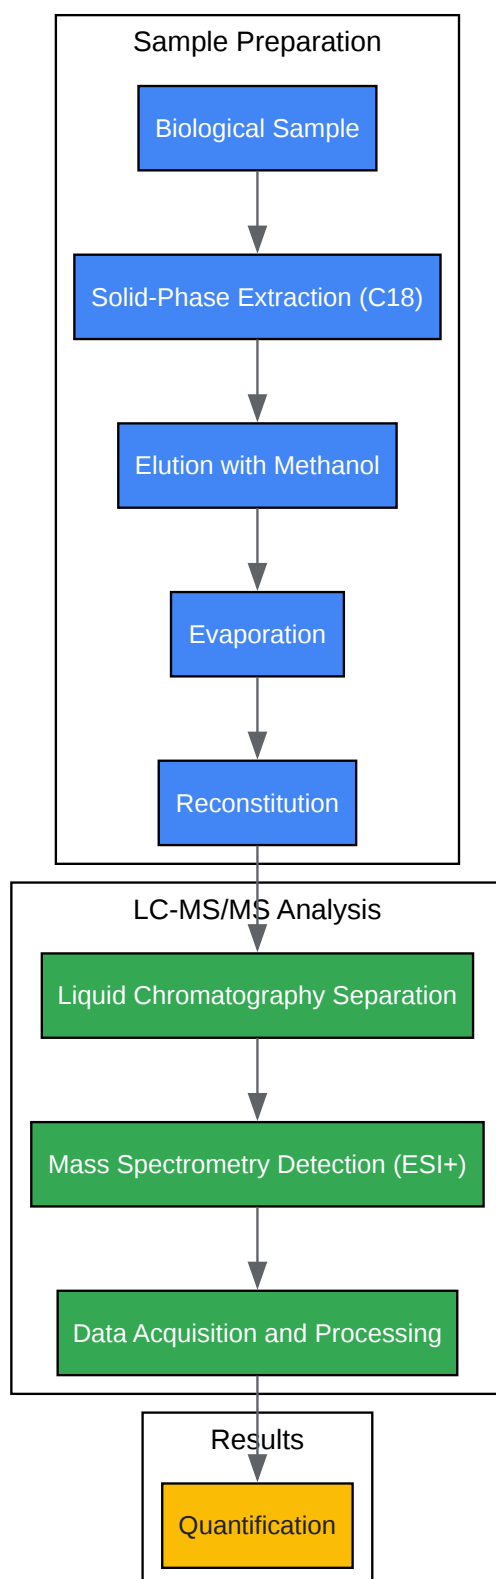 Sample Preparation
Biological Sample
Solid-Phase Extraction (C18)
Elution with Methanol
Evaporation
Reconstitution
LC-MS/MS Analysis
Liquid Chromatography Separation
Mass Spectrometry Detection (ESI+)
Data Acquisition and Processing
Results
Quantification